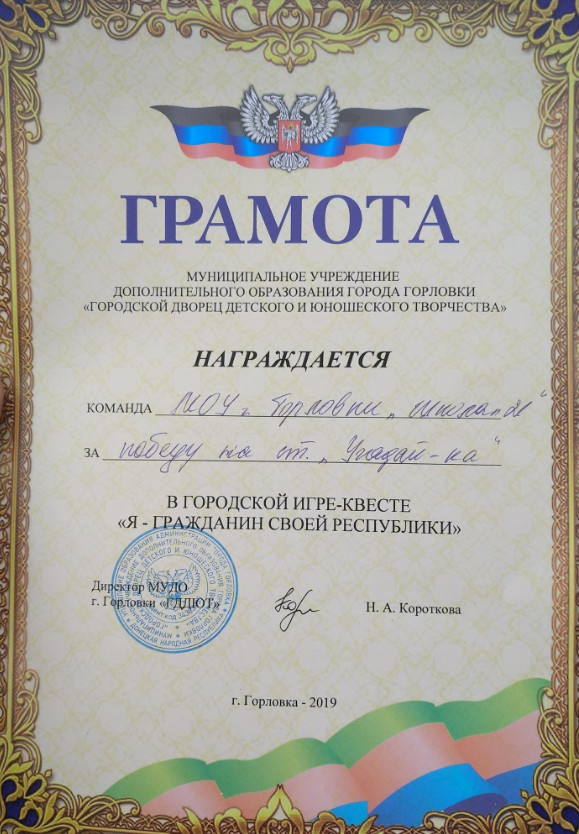 ГРАМОТА
МУНИЦИПАЛЬНОЕ УЧРЕЖДЕНИЕ
ДОПОЛНИТЕЛЬНОГО ОБРАЗОВАНИЯ ГОРОДА ГОРЛОВКИ
«ГОРОДСКОЙ ДВОРЕЦ ДЕТСКОГО И ЮНОШЕСКОГО ТВОРЧЕСТВА»
НАГРАЖДАЕТСЯ
КОМАНДА МОУ г. Горловки „Школа
ЗА победу на ст. „Угадай-ка“
В ГОРОДСКОЙ ИГРЕ-КВЕСТЕ
«Я - ГРАЖДАНИН СВОЕЙ РЕСПУБЛИКИ»
Директор МУДО
г. Горловки «ГДДЮТ» Н. А. Короткова
г. Горловка - 2019